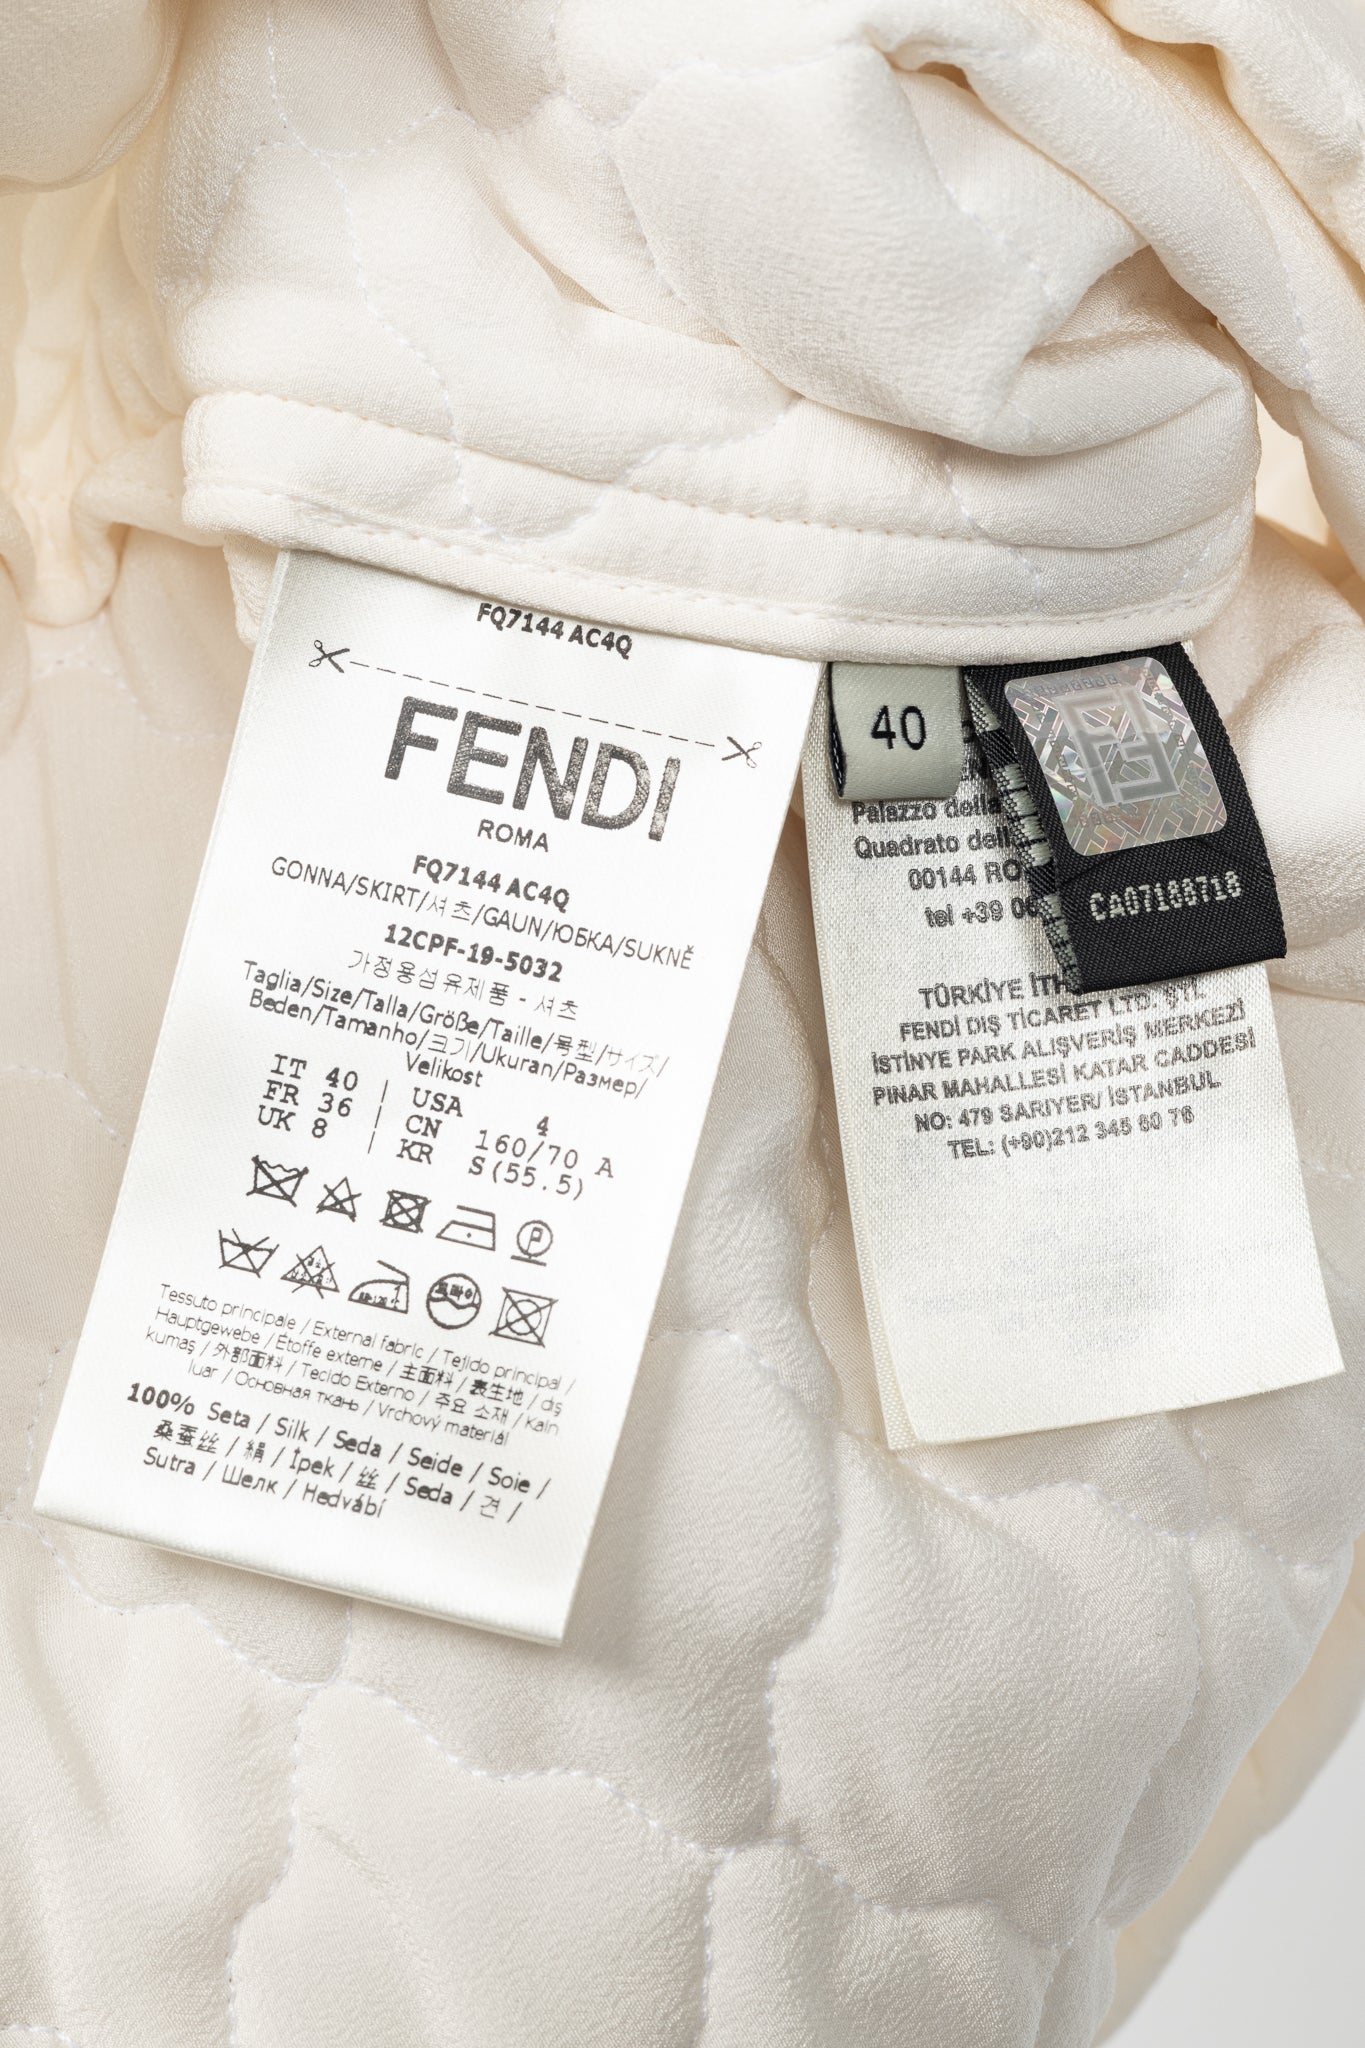 FQ7144 AC4Q
FENDI
ROMA
FQ7144 AC4Q
GONNA/SKIRT/셔츠/GAUN/ЮБКА/SUKNĚ
12CPF-19-5032
가정용섬유제품 - 셔츠
Taglia/Size/Talla/Größe/Taille/号型/サイズ/
Beden/Tamanho/크기/Ukuran/Размер/
Velikost
IT 40 | USA 4
FR 36 | CN 160/70 A
UK 8 | KR S(55.5)
P
드라이
Tessuto principale / External fabric / Tejido principal /
Hauptgewebe / Étoffe externe / 主面料 / 表生地 / dış
kumaş / 外部面料 / Tecido Externo / 주요 소재 / Kain
luar / Основная ткань / Vrchový materiál
100% Seta / Silk / Seda / Seide / Soie /
桑蚕丝 / 絹 / İpek / 丝 / Seda / 견 /
Sutra / Шелк / Hedvábí
40
Palazzo della
Quadrato dell
00144 RO
tel +39 06
CA07188718
TÜRKİYE İTH
FENDİ DIŞ TİCARET LTD. ŞTİ.
İSTİNYE PARK ALIŞVERİŞ MERKEZİ
PINAR MAHALLESİ KATAR CADDESİ
NO: 479 SARIYER/ İSTANBUL
TEL: (+90)212 345 60 76